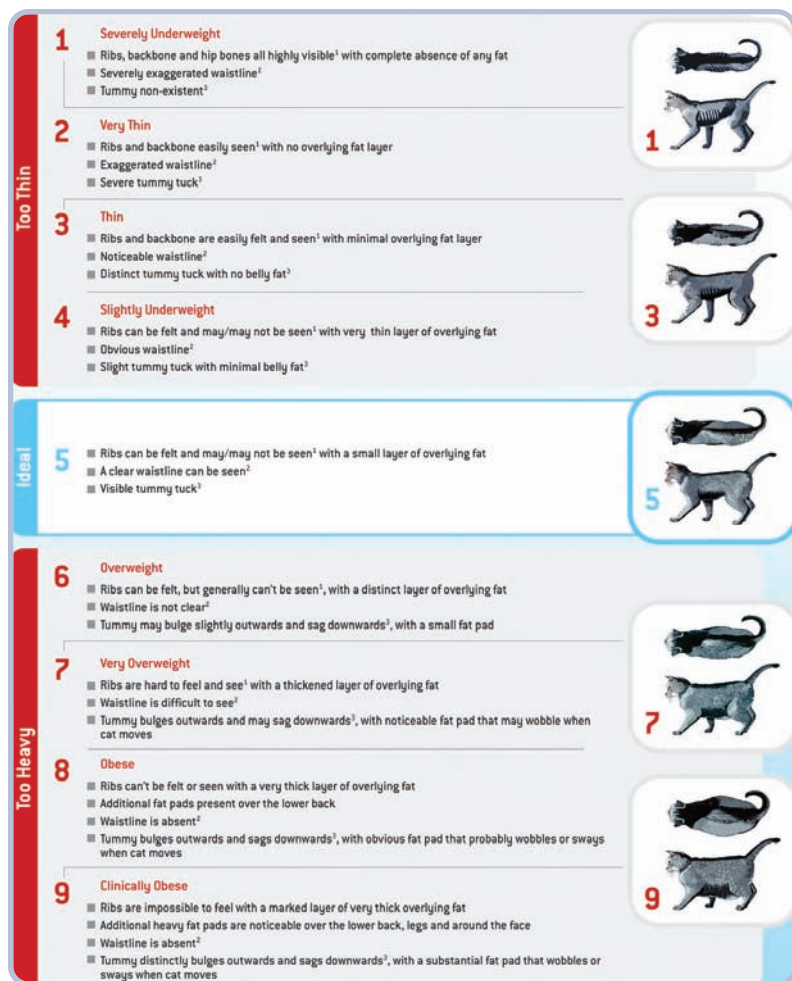 Too Thin
1
Severely Underweight
■ Ribs, backbone and hip bones all highly visible¹ with complete absence of any fat
■ Severely exaggerated waistline²
■ Tummy non-existent³
1
2
Very Thin
■ Ribs and backbone easily seen¹ with no overlying fat layer
■ Exaggerated waistline²
■ Severe tummy tuck³
3
Thin
■ Ribs and backbone are easily felt and seen¹ with minimal overlying fat layer
■ Noticeable waistline²
■ Distinct tummy tuck with no belly fat³
3
4
Slightly Underweight
■ Ribs can be felt and may/may not be seen¹ with very thin layer of overlying fat
■ Obvious waistline²
■ Slight tummy tuck with minimal belly fat³
Ideal
5
■ Ribs can be felt and may/may not be seen¹ with a small layer of overlying fat
■ A clear waistline can be seen²
■ Visible tummy tuck³
5
Too Heavy
6
Overweight
■ Ribs can be felt, but generally can't be seen¹, with a distinct layer of overlying fat
■ Waistline is not clear²
■ Tummy may bulge slightly outwards and sag downwards³, with a small fat pad
7
Very Overweight
■ Ribs are hard to feel and see¹ with a thickened layer of overlying fat
■ Waistline is difficult to see²
■ Tummy bulges outwards and may sag downwards³, with noticeable fat pad that may wobble when
cat moves
7
8
Obese
■ Ribs can't be felt or seen with a very thick layer of overlying fat
■ Additional fat pads present over the lower back
■ Waistline is absent²
■ Tummy bulges outwards and sags downwards³, with obvious fat pad that probably wobbles or sways
when cat moves
9
Clinically Obese
■ Ribs are impossible to feel with a marked layer of very thick overlying fat
■ Additional heavy fat pads are noticeable over the lower back, legs and around the face
■ Waistline is absent²
■ Tummy distinctly bulges outwards and sags downwards³, with a substantial fat pad that wobbles or
sways when cat moves
9